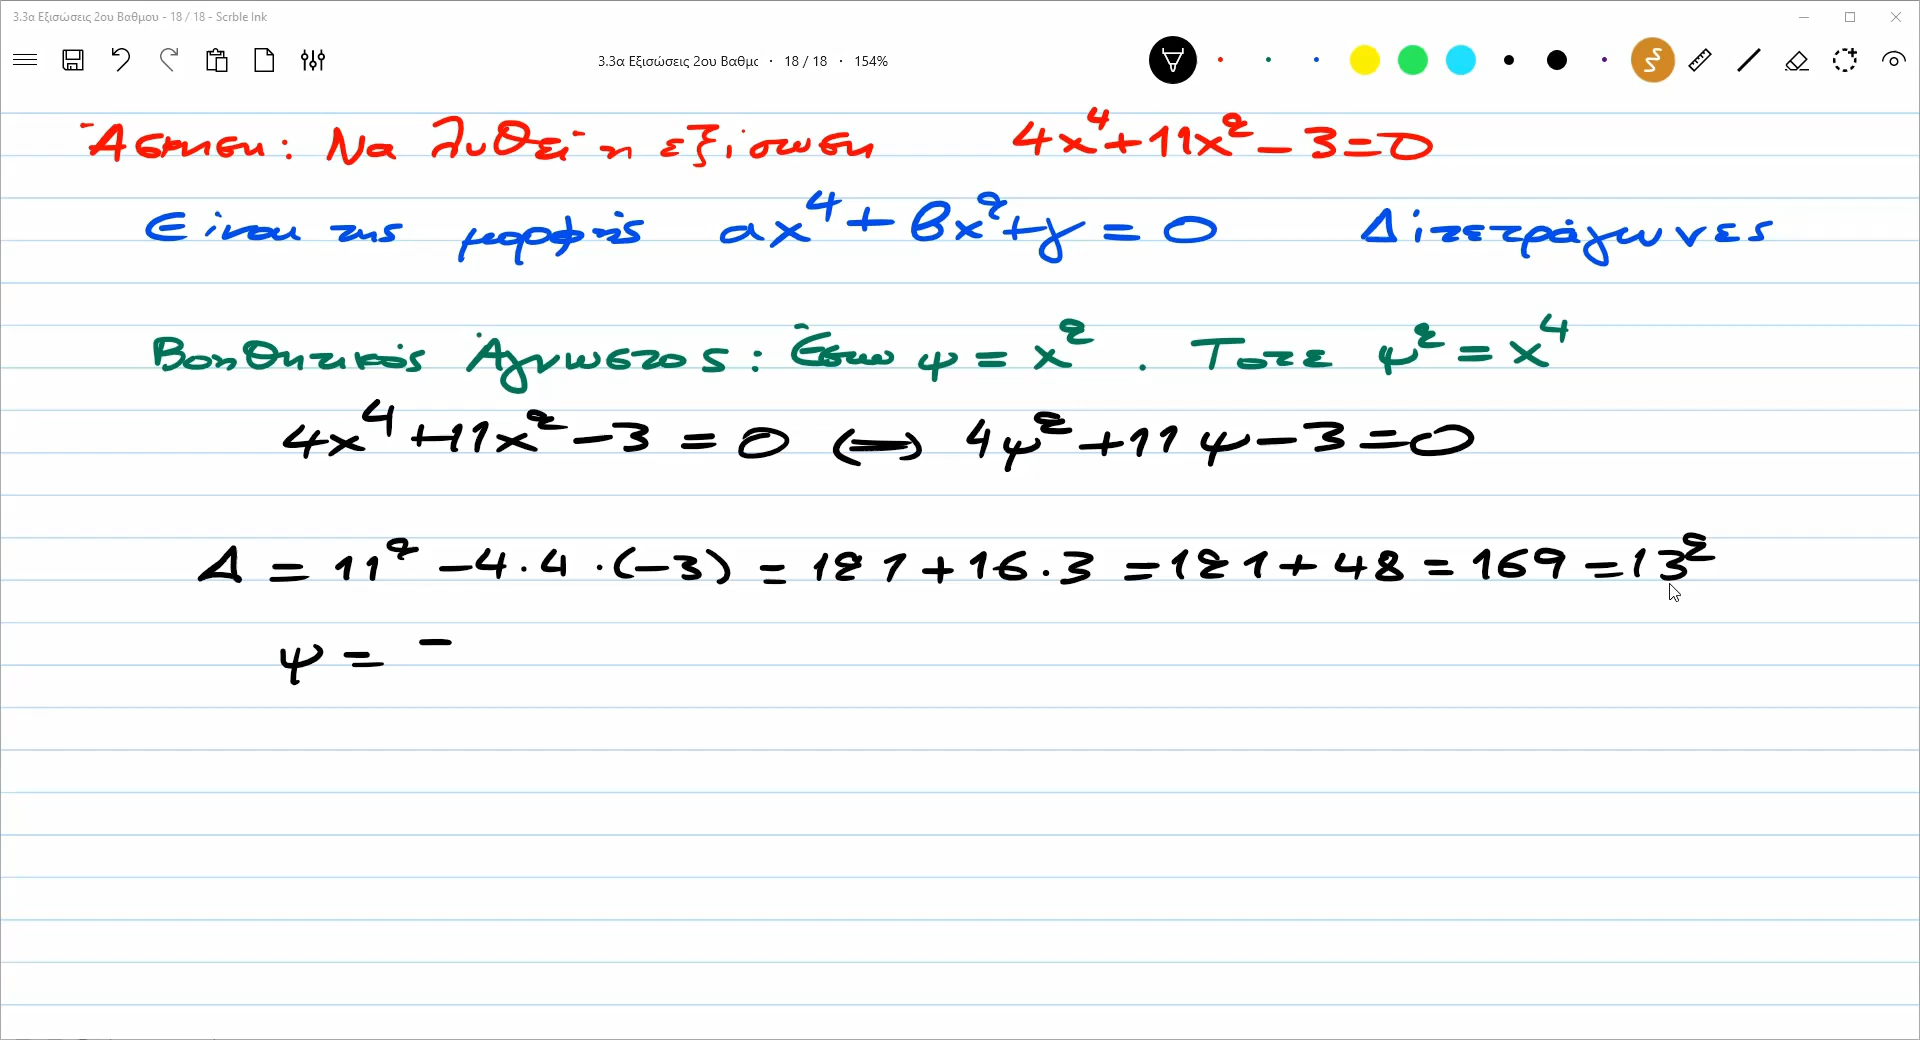 3.3α Εξισώσεις 2ου Βαθμου - 18 / 18 - Scrble Ink
3.3α Εξισώσεις 2ου Βαθμο · 18 / 18 · 154%
Άσκηση: Να λυθεί η εξίσωση 4x⁴+11x²-3=0
Είναι της μορφής αx⁴+βx²+γ=0 Διτετράγωνες
Βοηθητικός Άγνωστος: Έστω ψ=x². Τότε ψ²=x⁴
4x⁴+11x²-3=0 ⇔ 4ψ²+11ψ-3=0
Δ = 11²-4·4·(-3) = 121+16·3 = 121+48 = 169 = 13²
ψ = -